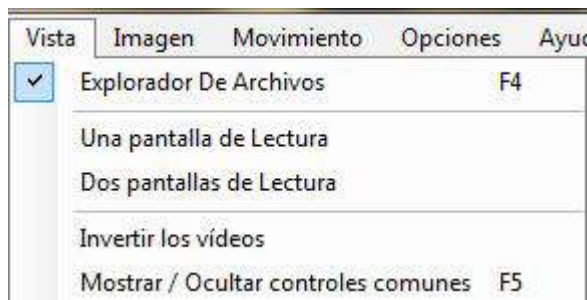 Vista Imagen Movimiento Opciones
Explorador De Archivos F4
Una pantalla de Lectura
Dos pantallas de Lectura
Invertir los vídeos
Mostrar / Ocultar controles comunes F5